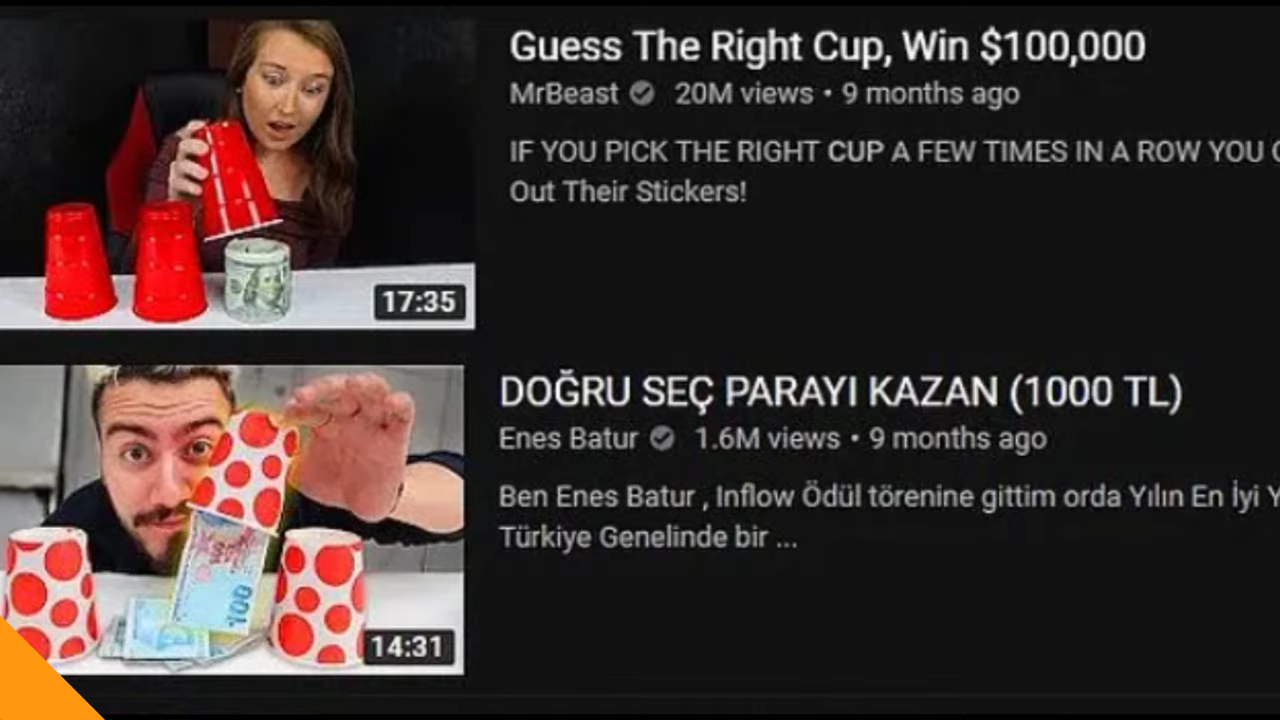 Guess The Right Cup, Win $100,000
MrBeast 20M views • 9 months ago
IF YOU PICK THE RIGHT CUP A FEW TIMES IN A ROW YOU
Out Their Stickers!
17:35
DOĞRU SEÇ PARAYI KAZAN (1000 TL)
Enes Batur 1.6M views • 9 months ago
Ben Enes Batur , Inflow Ödül törenine gittim orda Yılın En İyi
Türkiye Genelinde bir ...
100
14:31